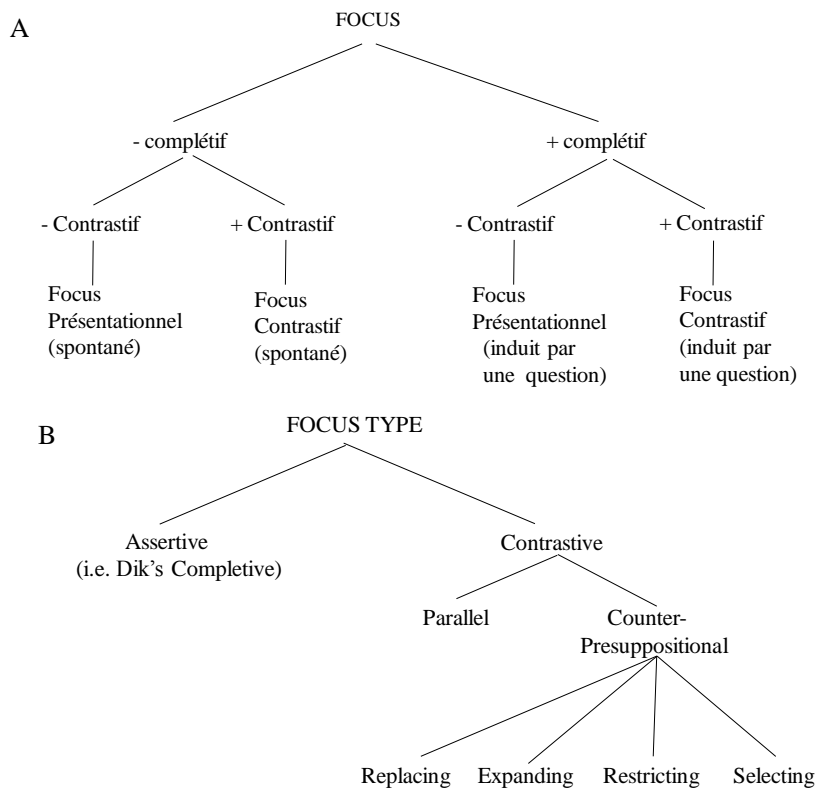 A
FOCUS
- complétif
+ complétif
- Contrastif
+ Contrastif
- Contrastif
+ Contrastif
Focus
Présentationnel
(spontané)
Focus
Contrastif
(spontané)
Focus
Présentationnel
(induit par
une question)
Focus
Contrastif
(induit par
une question)
B
FOCUS TYPE
Assertive
(i.e. Dik's Completive)
Contrastive
Parallel
Counter-
Presuppositional
Replacing
Expanding
Restricting
Selecting